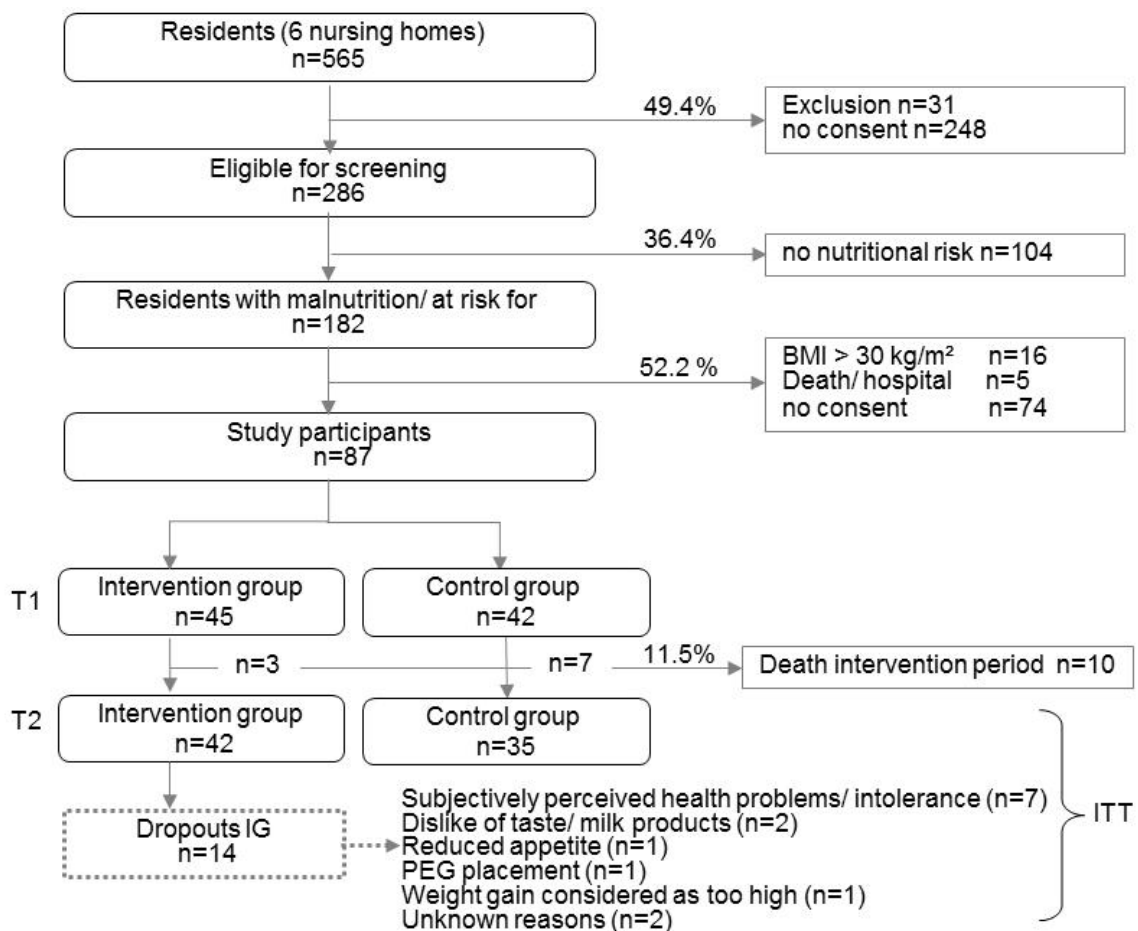 Residents (6 nursing homes)
n=565
49.4%
Exclusion n=31
no consent n=248
Eligible for screening
n=286
36.4%
no nutritional risk n=104
Residents with malnutrition/ at risk for
n=182
52.2 %
BMI > 30 kg/m² n=16
Death/ hospital n=5
no consent n=74
Study participants
n=87
T1
Intervention group
n=45
Control group
n=42
n=3
n=7
11.5%
Death intervention period n=10
T2
Intervention group
n=42
Control group
n=35
Dropouts IG
n=14
Subjectively perceived health problems/ intolerance (n=7)
Dislike of taste/ milk products (n=2)
Reduced appetite (n=1)
PEG placement (n=1)
Weight gain considered as too high (n=1)
Unknown reasons (n=2)
ITT